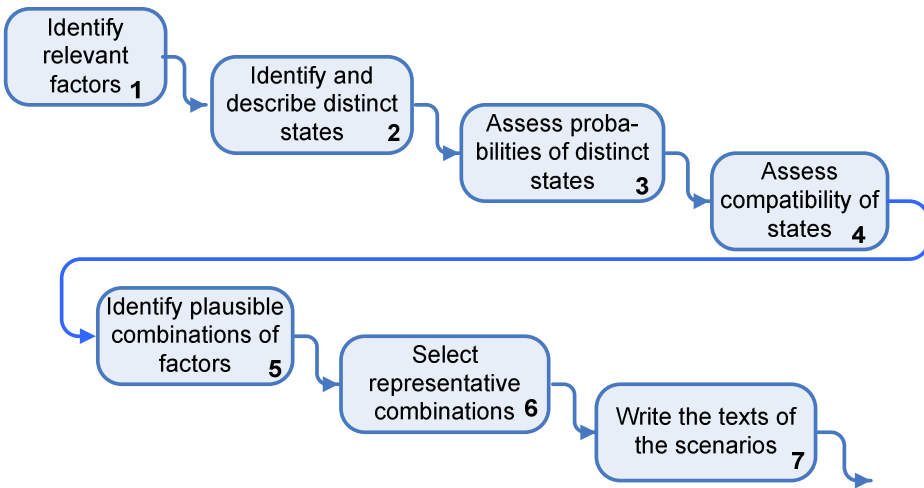 Identify
relevant
factors 1
Identify and
describe distinct
states 2
Assess proba-
bilities of distinct
states 3
Assess
compatibility of
states 4
Identify plausible
combinations of
factors 5
Select
representative
combinations 6
Write the texts of
the scenarios
7